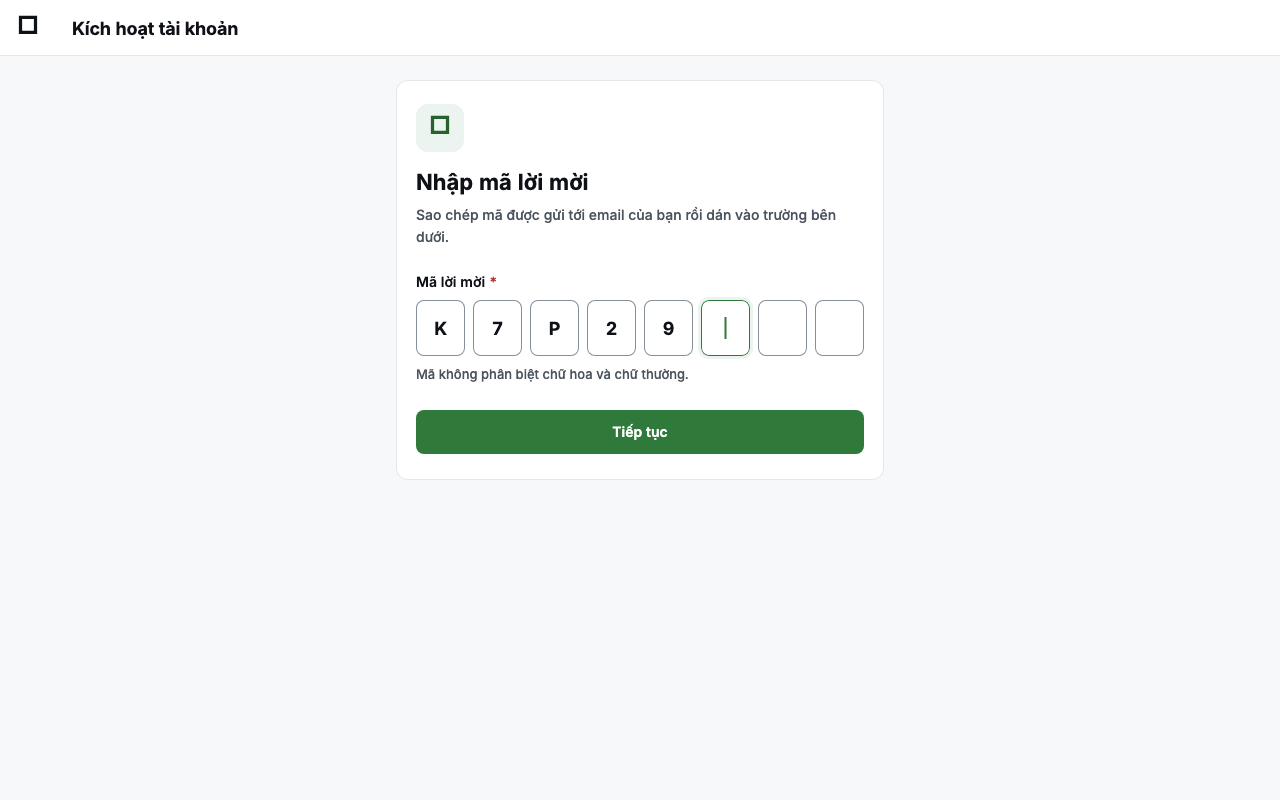 Kích hoạt tài khoản
Nhập mã lời mời
Sao chép mã được gửi tới email của bạn rồi dán vào trường bên
dưới.
Mã lời mời *
K 7 P 2 9
Mã không phân biệt chữ hoa và chữ thường.
Tiếp tục